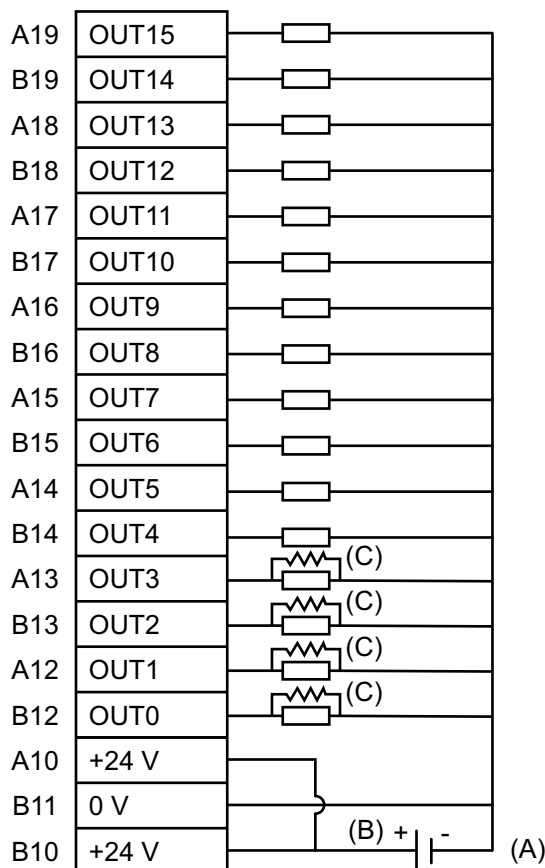 A19 OUT15
B19 OUT14
A18 OUT13
B18 OUT12
A17 OUT11
B17 OUT10
A16 OUT9
B16 OUT8
A15 OUT7
B15 OUT6
A14 OUT5
B14 OUT4
(C)
A13 OUT3
(C)
B13 OUT2
(C)
A12 OUT1
(C)
B12 OUT0
A10 +24 V
B11 0 V
B10 +24 V (B) + - (A)